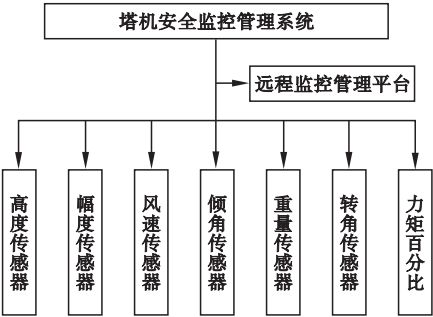 塔机安全监控管理系统
远程监控管理平台
高度传感器
幅度传感器
风速传感器
倾角传感器
重量传感器
转角传感器
力矩百分比